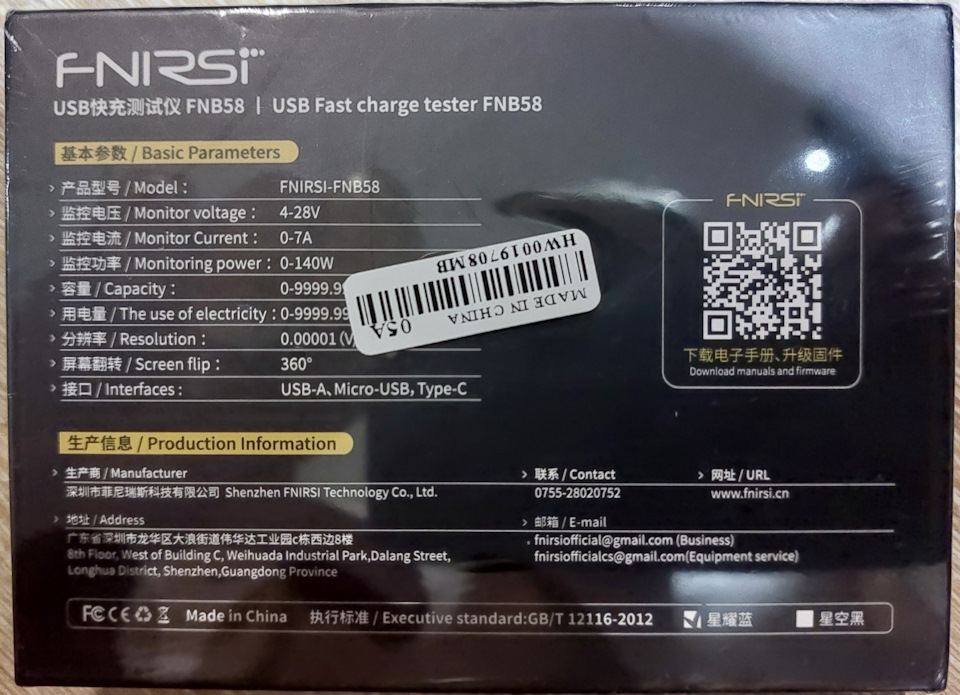 FNIRSI
USB快充测试仪 FNB58 | USB Fast charge tester FNB58
基本参数 / Basic Parameters
› 产品型号 / Model： FNIRSI-FNB58
› 监控电压 / Monitor voltage： 4-28V
› 监控电流 / Monitor Current： 0-7A
› 监控功率 / Monitoring power： 0-140W
› 容量 / Capacity： 0-9999.9
› 用电量 / The use of electricity：0-9999.99
› 分辨率 / Resolution： 0.00001 (V
› 屏幕翻转 / Screen flip： 360°
› 接口 / Interfaces： USB-A、Micro-USB，Type-C
HW0019708MB
MADE IN CHINA
05A
FNIRSI
下载电子手册、升级固件
Download manuals and firmware
生产信息 / Production Information
› 生产商 / Manufacturer
深圳市菲尼瑞斯科技有限公司 Shenzhen FNIRSI Technology Co., Ltd.
› 联系 / Contact
0755-28020752
› 网址 / URL
www.fnirsi.cn
› 地址 / Address
广东省深圳市龙华区大浪街道伟华达工业园c栋西边8楼
8th Floor, West of Building C, Weihuada Industrial Park,Dalang Street,
Longhua District, Shenzhen,Guangdong Province
› 邮箱 / E-mail
fnirsiofficial@gmail.com (Business)
fnirsiofficialcs@gmail.com(Equipment service)
FC CE Made in China 执行标准 / Executive standard:GB/T 12116-2012 星耀蓝 星空黑